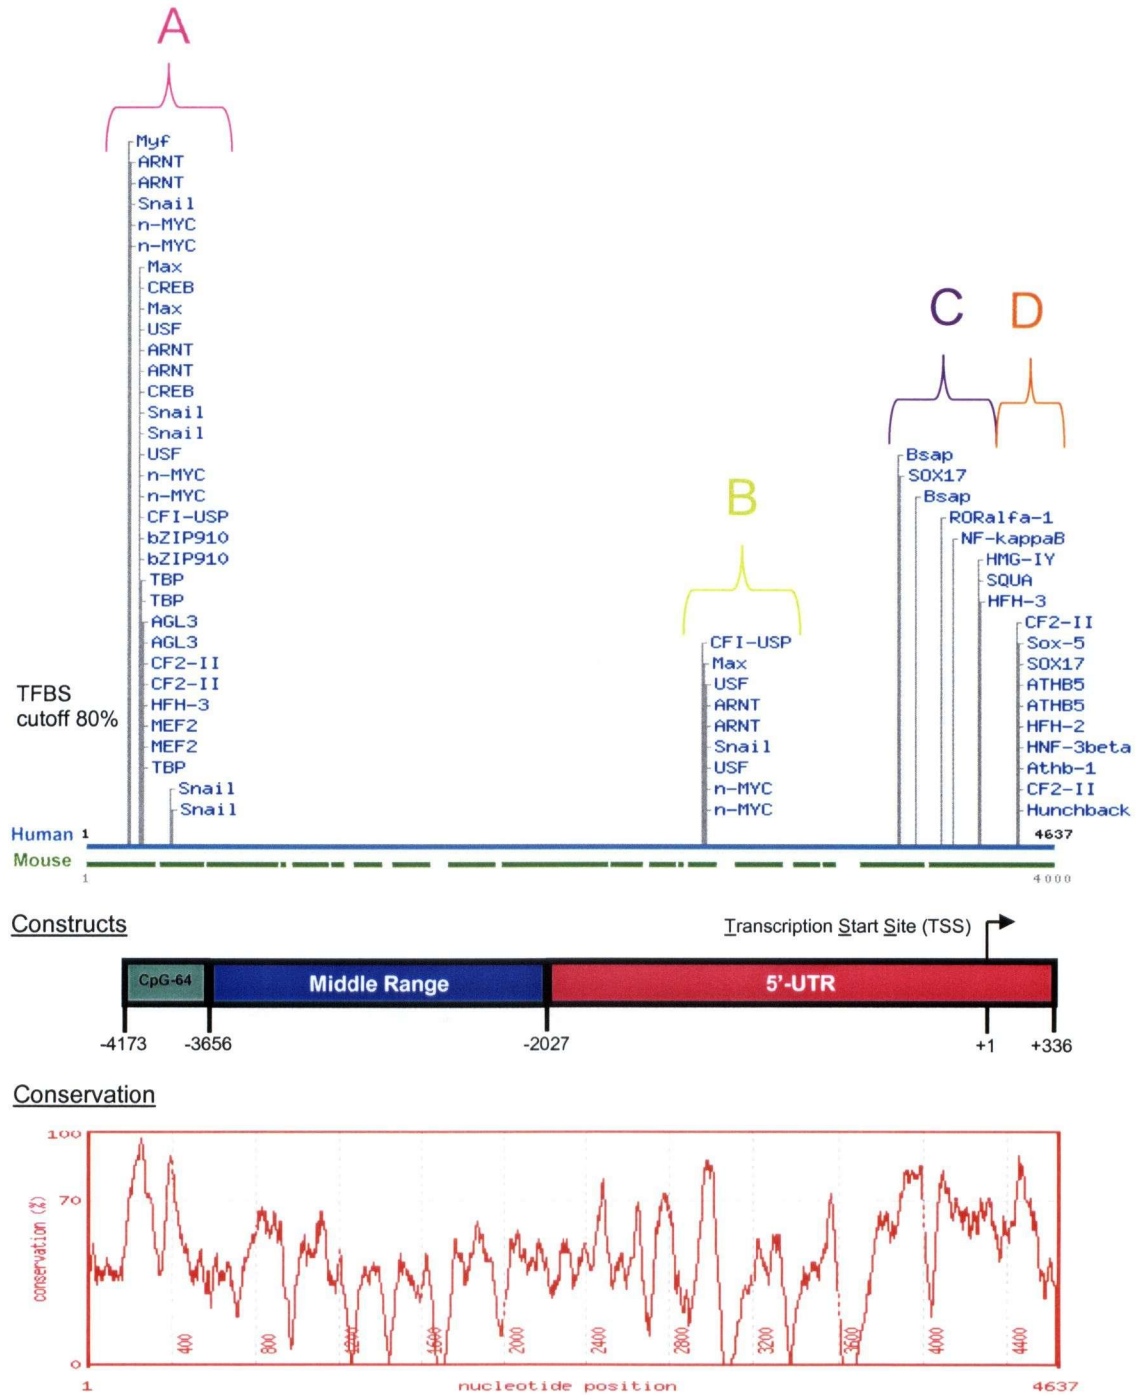 A
Myf
ARNT
ARNT
Snail
n-MYC
n-MYC
Max
CREB
Max
USF
ARNT
ARNT
CREB
Snail
Snail
USF
n-MYC
n-MYC
CFI-USP
bZIP910
bZIP910
TBP
TBP
AGL3
AGL3
CF2-II
CF2-II
HFH-3
MEF2
MEF2
TBP
Snail
Snail
B
CFI-USP
Max
USF
ARNT
ARNT
Snail
USF
n-MYC
n-MYC
C
Bsap
SOX17
Bsap
RORalfa-1
NF-kappaB
HMG-IY
SQUA
HFH-3
D
CF2-II
Sox-5
SOX17
ATHB5
ATHB5
HFH-2
HNF-3beta
Athb-1
CF2-II
Hunchback
TFBS
cutoff 80%
Human 1 4637
Mouse
1 4000
Constructs
Transcription Start Site (TSS)
CpG-64 Middle Range 5'-UTR
-4173 -3656 -2027 +1 +336
Conservation
100
70
0
conservation (%)
400 800 1200 1600 2000 2400 2800 3200 3600 4000 4400
1 nucleotide position 4637